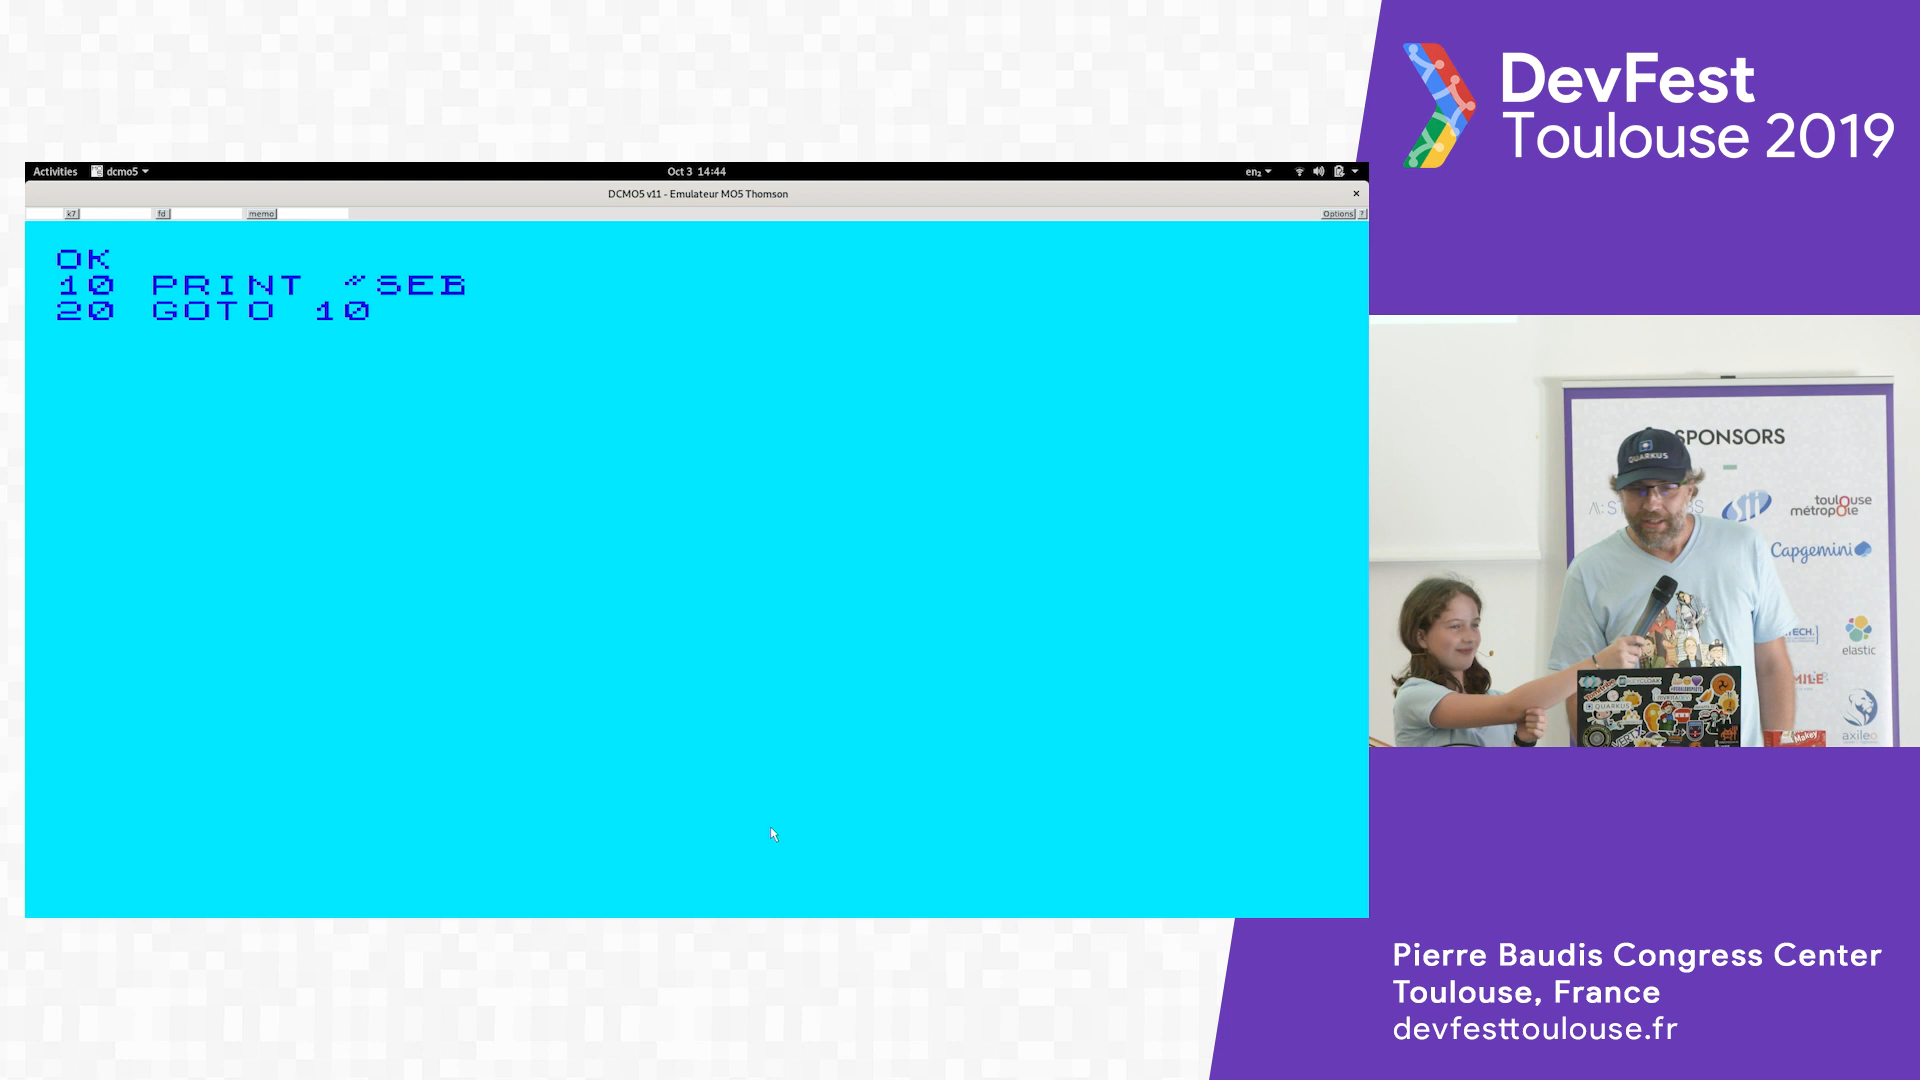 DevFest
Toulouse 2019
Activities
dcmo5
Oct 3 14:44
en₂
DCMO5 v11 - Emulateur MO5 Thomson
k7
fd
memo
Options
?
OK
10 PRINT "SEB
20 GOTO 10
SPONSORS
QUARKUS
toulouse
métropole
Capgemini
elastic
QUARKUS
Makey
axileo
Pierre Baudis Congress Center
Toulouse, France
devfesttoulouse.fr